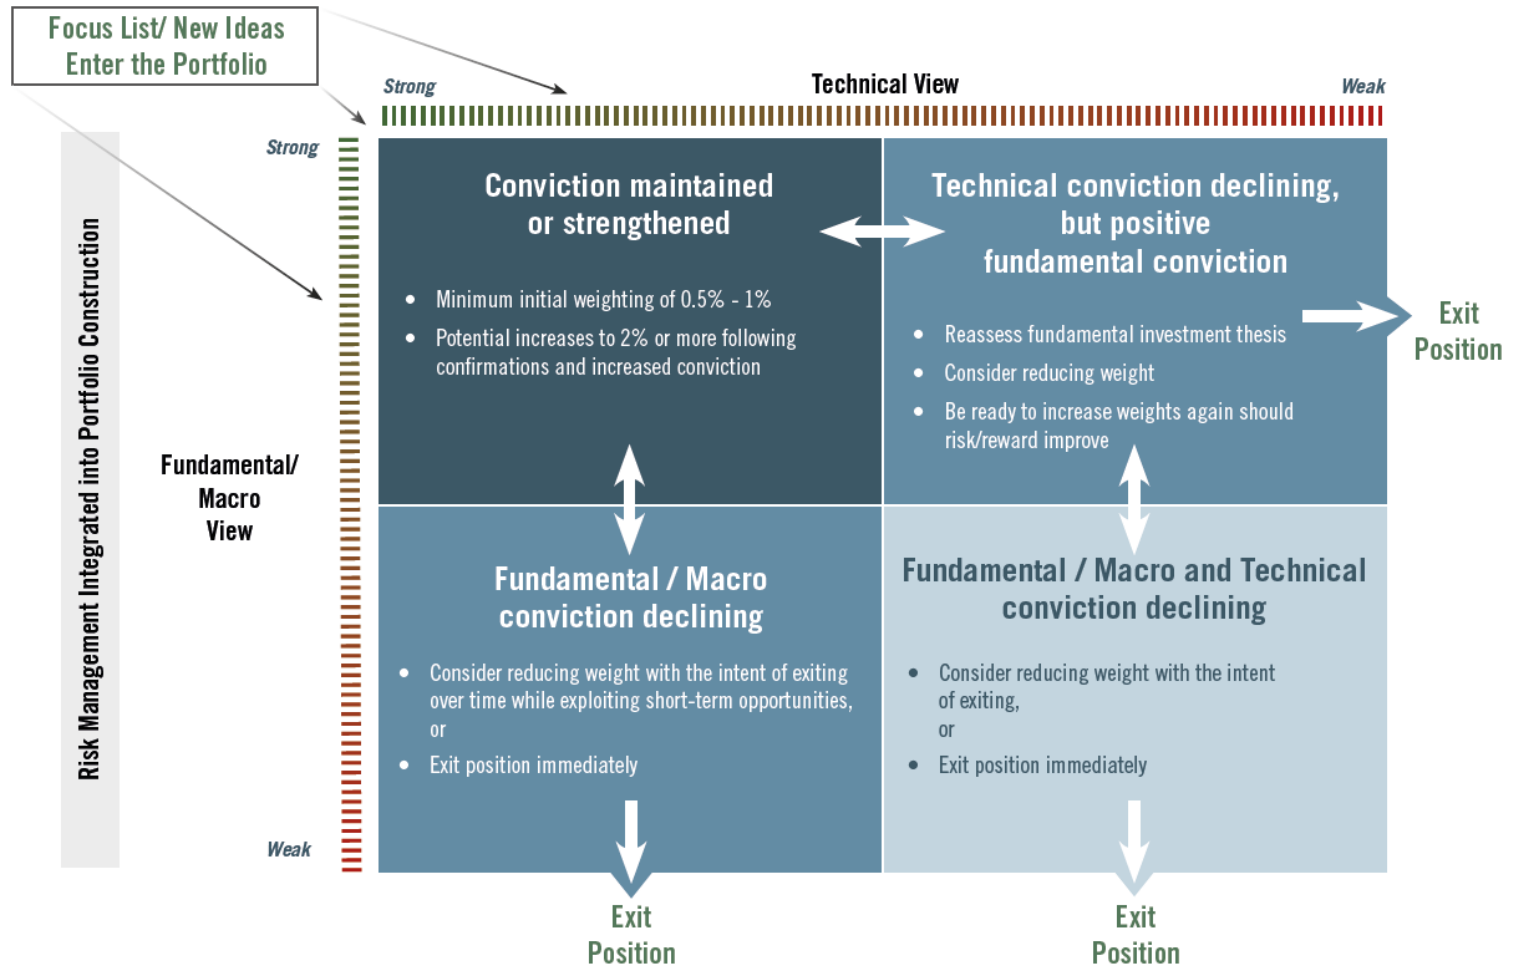 Focus List/ New Ideas
Enter the Portfolio
Strong
Technical View
Weak
Risk Management Integrated into Portfolio Construction
Strong
Fundamental/
Macro
View
Weak
Conviction maintained
or strengthened
• Minimum initial weighting of 0.5% - 1%
• Potential increases to 2% or more following
confirmations and increased conviction
Technical conviction declining,
but positive
fundamental conviction
• Reassess fundamental investment thesis
• Consider reducing weight
• Be ready to increase weights again should
risk/reward improve
Exit
Position
Fundamental / Macro
conviction declining
• Consider reducing weight with the intent of exiting
over time while exploiting short-term opportunities,
or
• Exit position immediately
Exit
Position
Fundamental / Macro and Technical
conviction declining
• Consider reducing weight with the intent
of exiting,
or
• Exit position immediately
Exit
Position